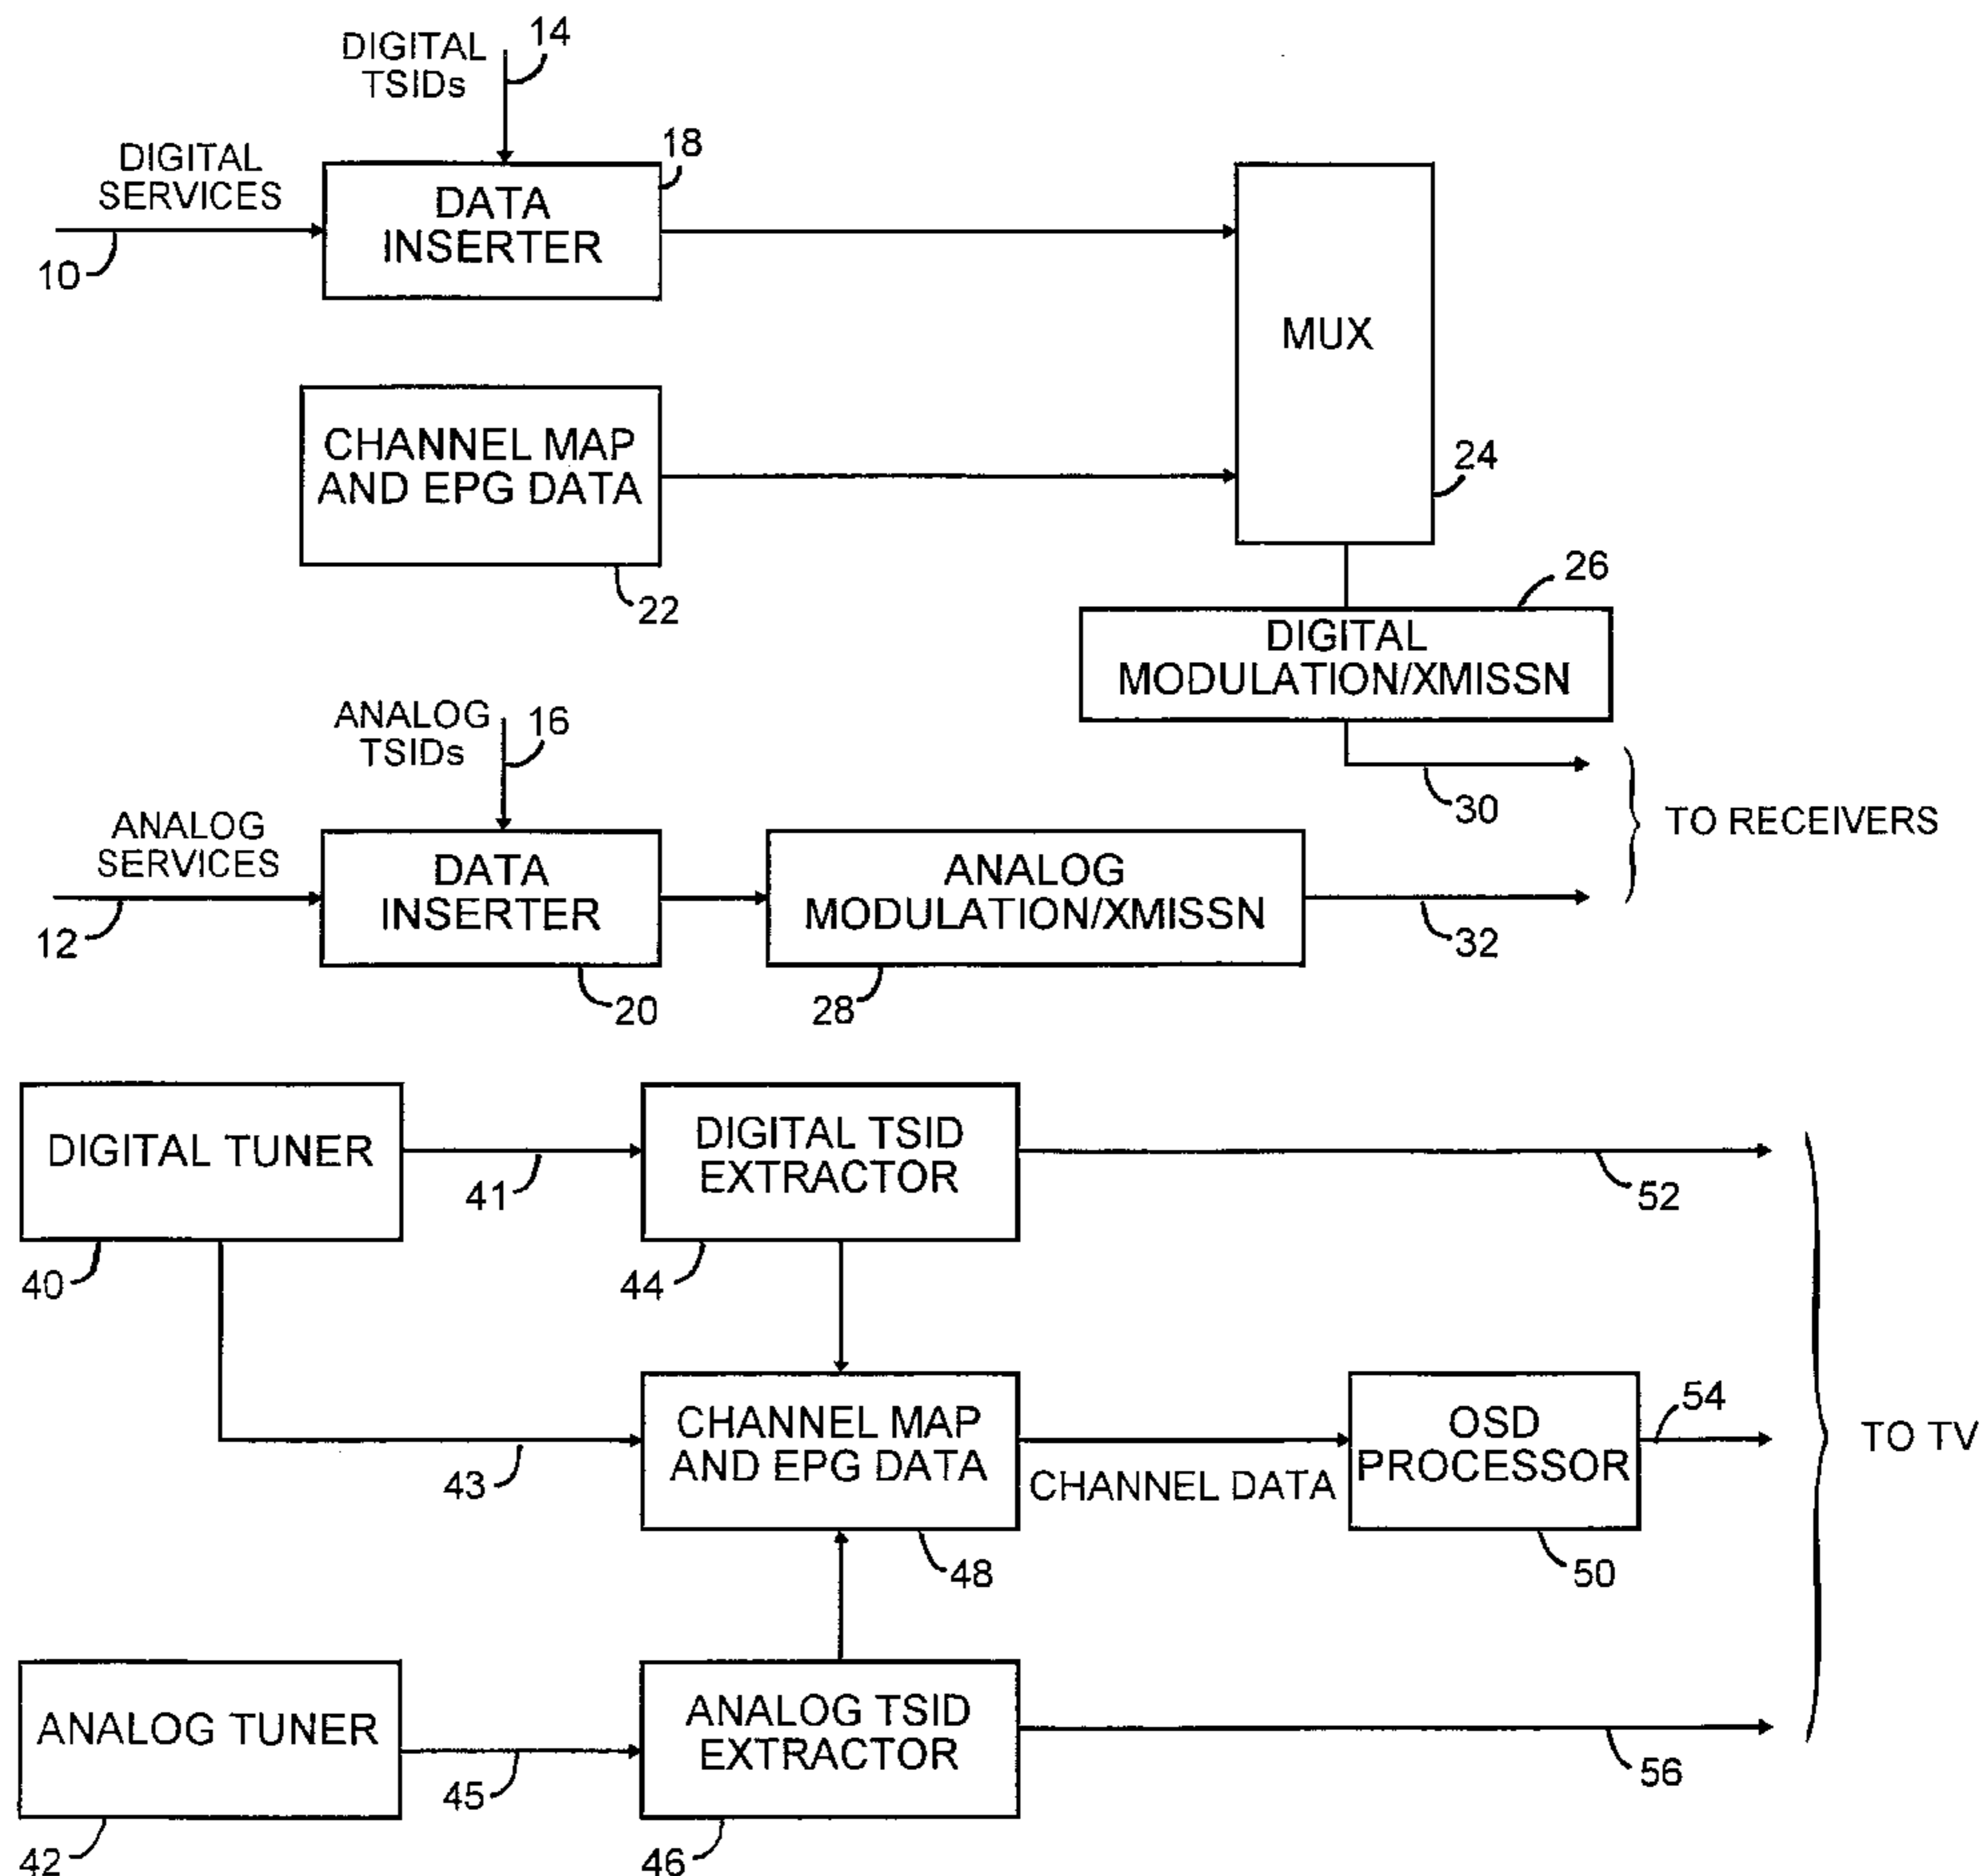 DIGITAL
TSIDs
14
DIGITAL
SERVICES
10
DATA
INSERTER
18
MUX
24
CHANNEL MAP
AND EPG DATA
22
26
DIGITAL
MODULATION/XMISSN
30
ANALOG
TSIDs
16
ANALOG
SERVICES
12
DATA
INSERTER
20
ANALOG
MODULATION/XMISSN
28
32
TO RECEIVERS
DIGITAL TUNER
40
41
DIGITAL TSID
EXTRACTOR
44
52
43
CHANNEL MAP
AND EPG DATA
48
CHANNEL DATA
OSD
PROCESSOR
50
54
TO TV
ANALOG TUNER
42
45
ANALOG TSID
EXTRACTOR
46
56